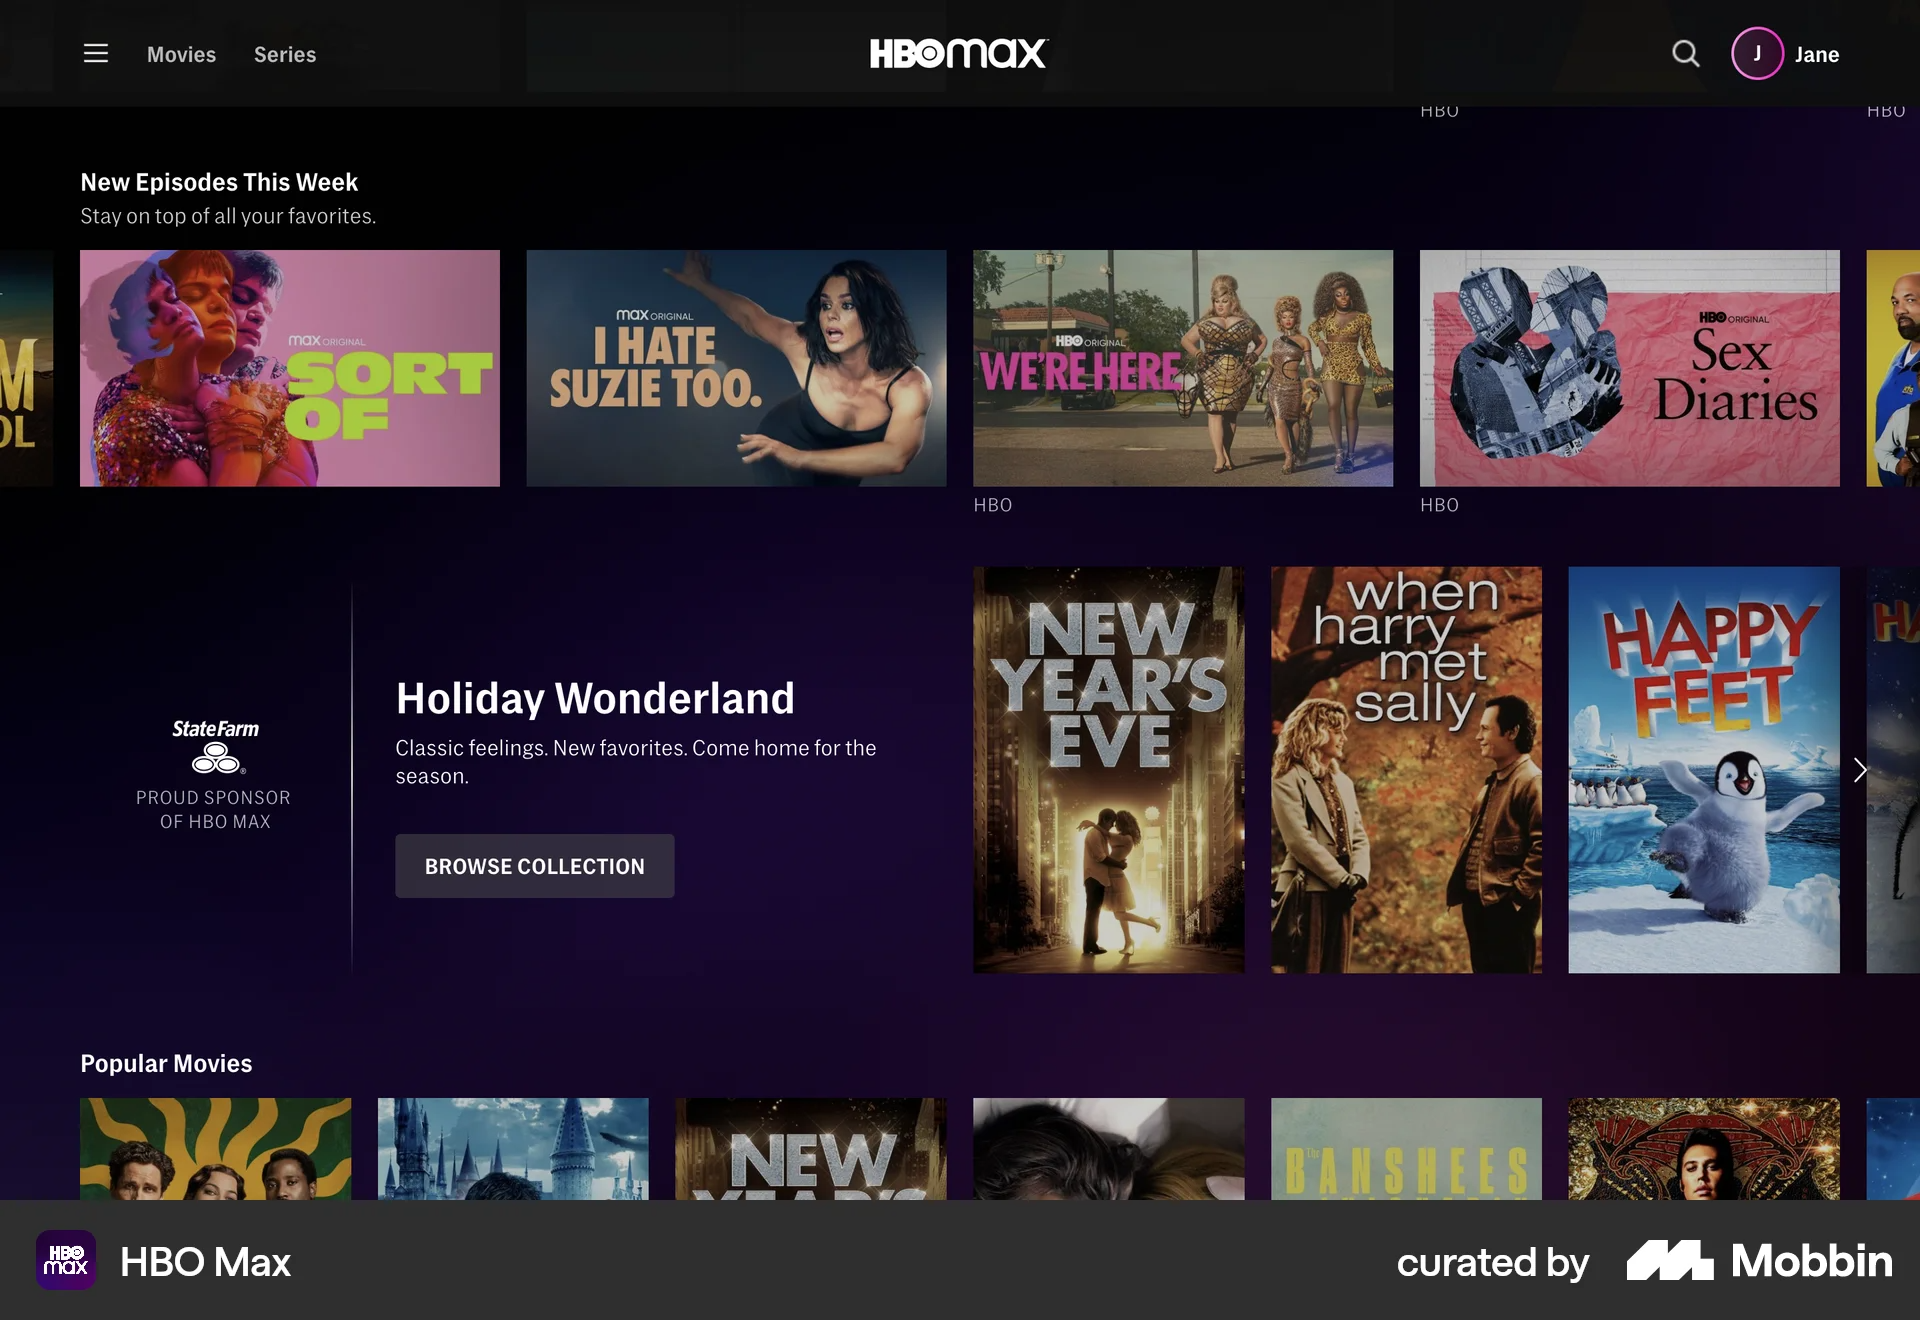 Movies
Series
HBOmax
J
Jane
HBO
HBO
New Episodes This Week
Stay on top of all your favorites.
max ORIGINAL
SORT
OF
max ORIGINAL
I HATE
SUZIE TOO.
HBO ORIGINAL
WE'RE HERE
HBO ORIGINAL
Sex
Diaries
HBO
HBO
StateFarm
®
PROUD SPONSOR
OF HBO MAX
Holiday Wonderland
Classic feelings. New favorites. Come home for the
season.
BROWSE COLLECTION
NEW
YEAR'S
EVE
when
harry
met
sally
HAPPY
FEET
Popular Movies
NEW
YEAR'S
The
BANSHEES
HBO
max
HBO Max
curated by
Mobbin